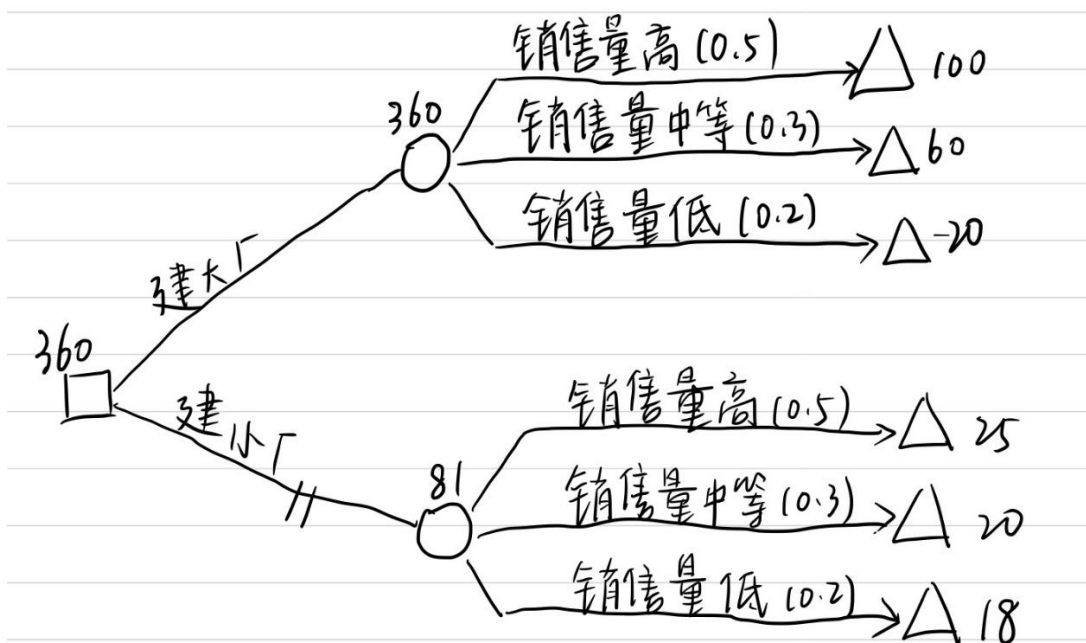 销售量高(0.5) 100
360
销售量中等(0.3) 60
销售量低(0.2) -20
建大厂
360
建小厂
销售量高(0.5) 25
81
销售量中等(0.3) 20
销售量低(0.2) 18